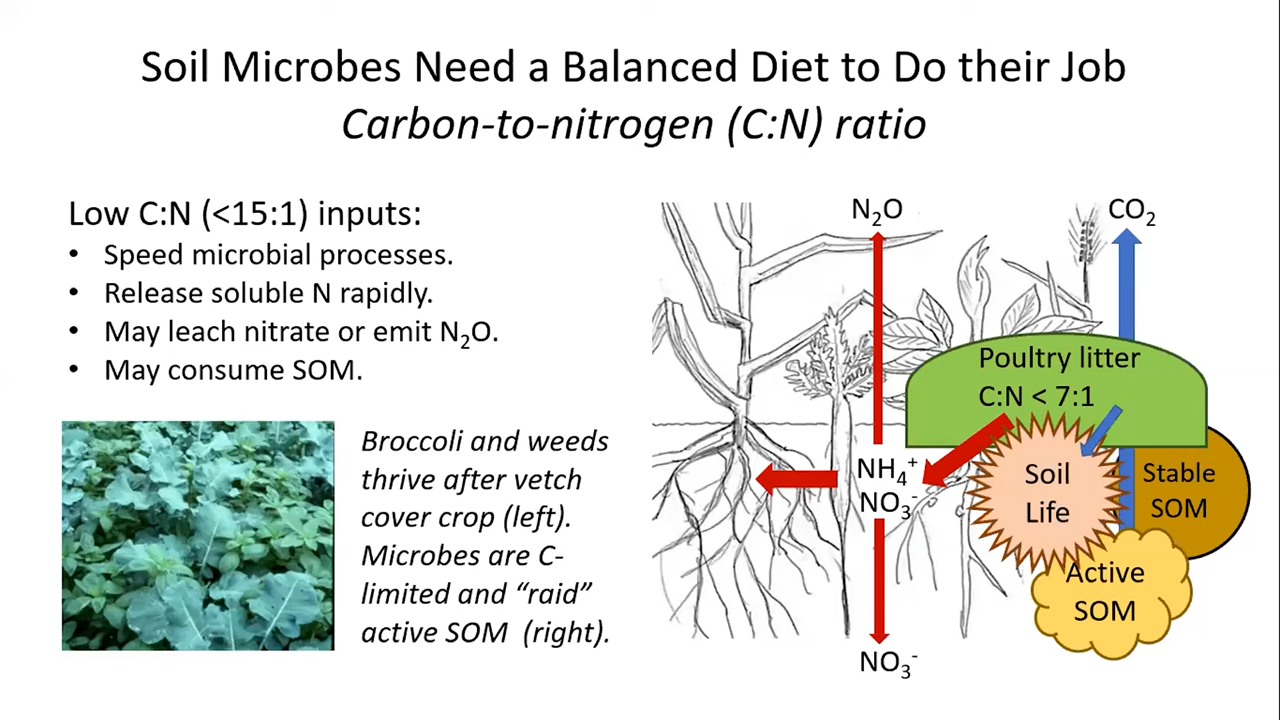 Soil Microbes Need a Balanced Diet to Do their Job
Carbon-to-nitrogen (C:N) ratio
Low C:N (<15:1) inputs:
• Speed microbial processes.
• Release soluble N rapidly.
• May leach nitrate or emit N₂O.
• May consume SOM.
Broccoli and weeds
thrive after vetch
cover crop (left).
Microbes are C-
limited and “raid”
active SOM (right).
N₂O
CO₂
Poultry litter
C:N < 7:1
NH₄⁺
NO₃⁻
Soil
Life
Stable
SOM
Active
SOM
NO₃⁻